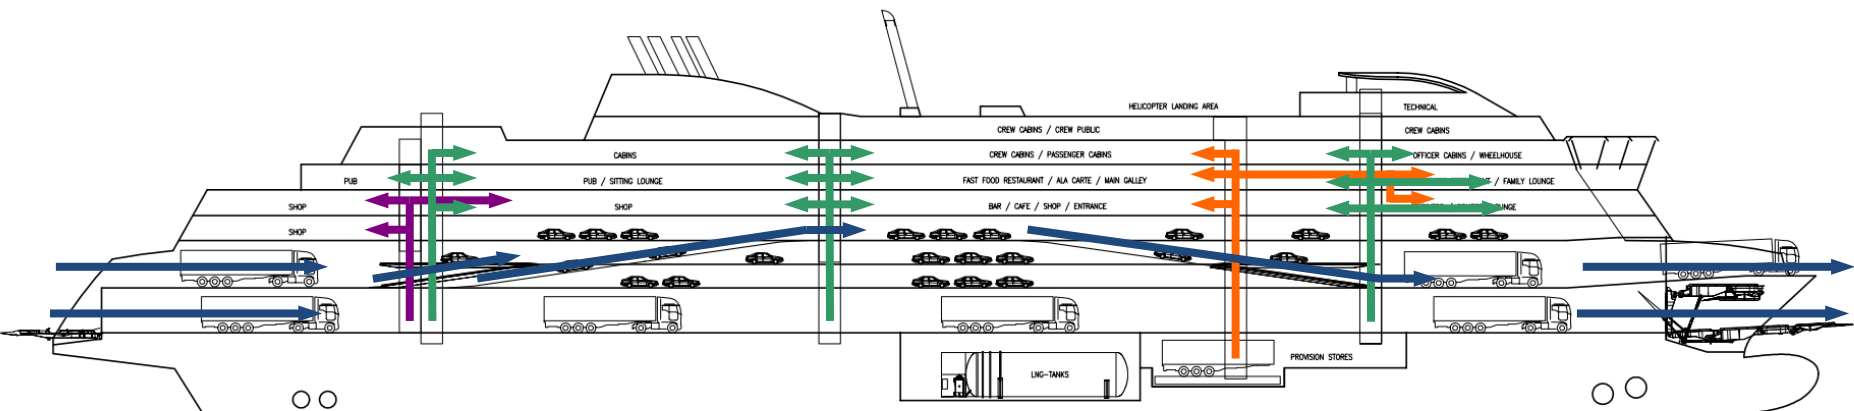 HELICOPTER LANDING AREA
TECHNICAL
CREW CABINS / CREW PUBLIC
CREW CABINS
CABINS
CREW CABINS / PASSENGER CABINS
OFFICER CABINS / WHEELHOUSE
PUB
PUB / SITTING LOUNGE
FAST FOOD RESTAURANT / ALA CARTE / MAIN GALLEY
/ FAMILY LOUNGE
SHOP
SHOP
BAR / CAFE / SHOP / ENTRANCE
SHOP
LNG-TANKS
PROVISION STORES